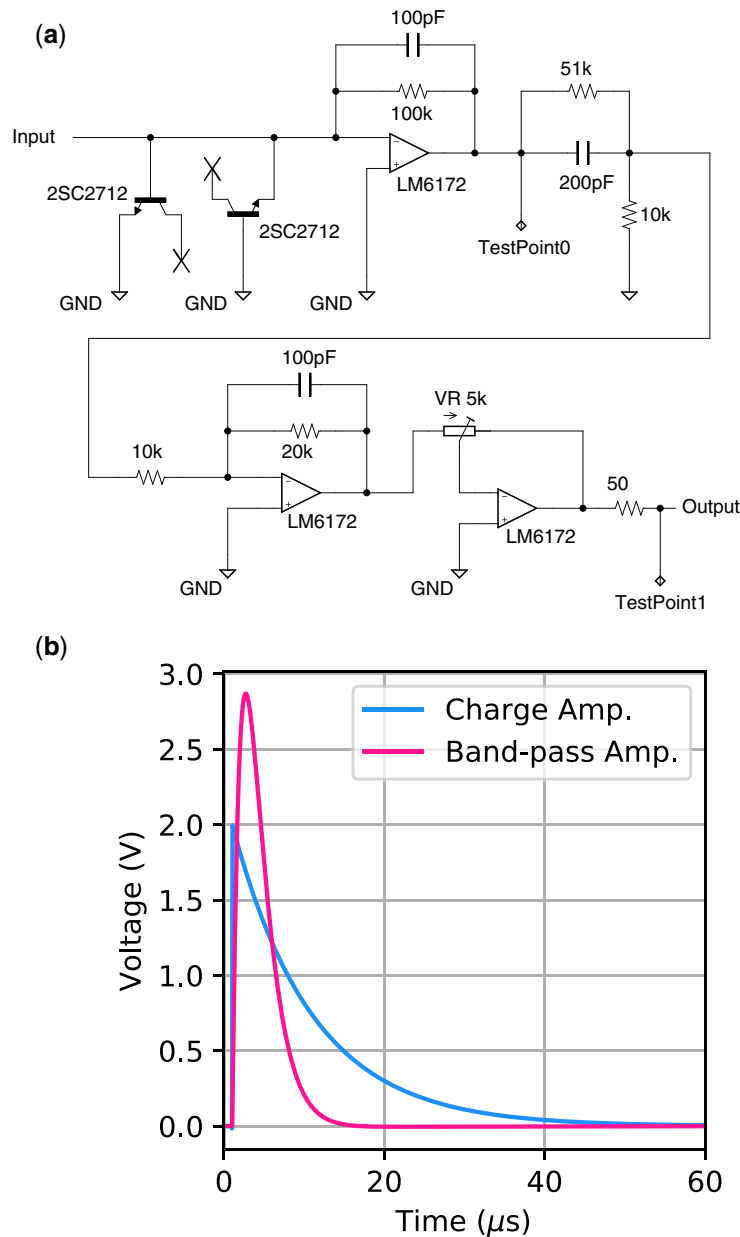 (a)
100pF
100k
51k
Input
LM6172
200pF
2SC2712
2SC2712
10k
TestPoint0
GND
GND
GND
100pF
VR 5k
10k
20k
50
LM6172
LM6172
Output
GND
GND
TestPoint1
(b)
Charge Amp.
Band-pass Amp.
3.0
2.5
2.0
1.5
1.0
0.5
0.0
Voltage (V)
0 20 40 60
Time (μs)